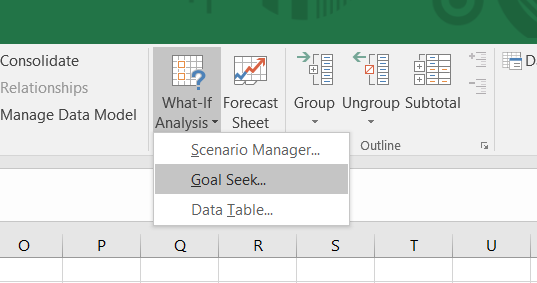 Consolidate
Relationships
Manage Data Model
What-If
Analysis
Forecast
Sheet
Group
Ungroup
Subtotal
Outline
Scenario Manager...
Goal Seek...
Data Table...
O P Q R S T U